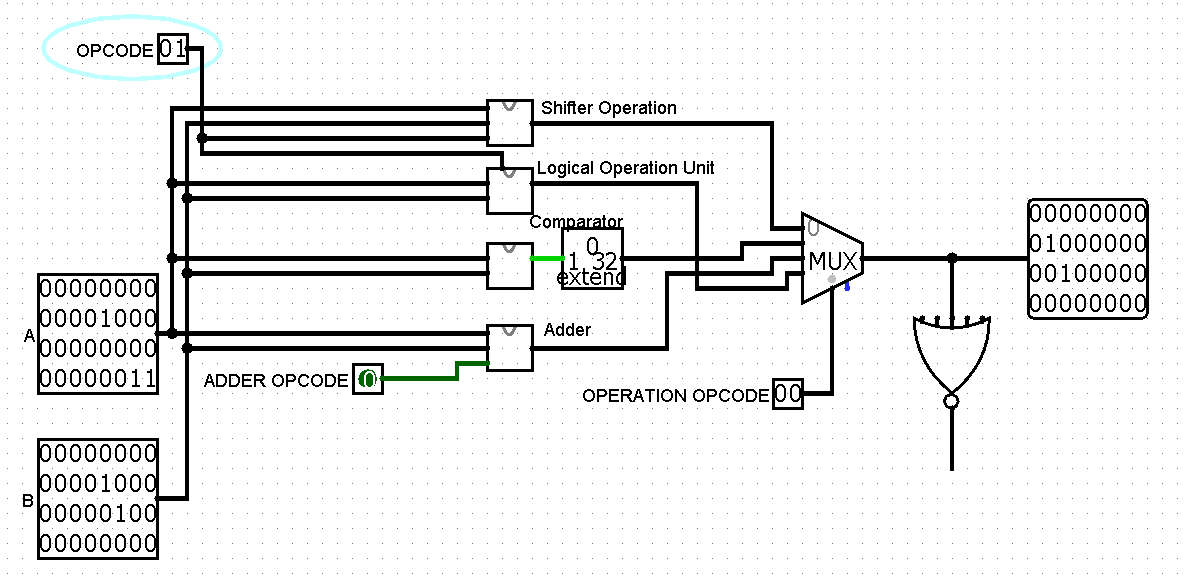 OPCODE 01
Shifter Operation
Logical Operation Unit
Comparator
0
1 32
extend
0
MUX
00000000
01000000
00100000
00000000
A
00000000
00001000
00000000
00000011
Adder
ADDER OPCODE 0
OPERATION OPCODE 00
B
00000000
00001000
00000100
00000000